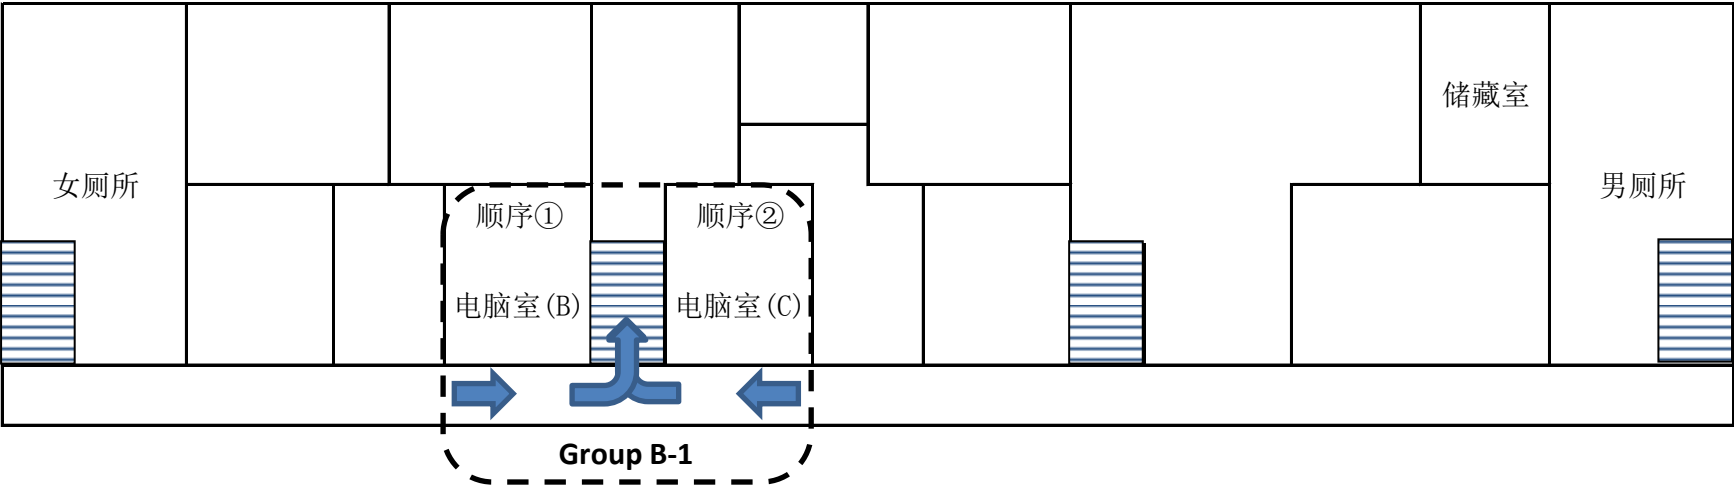 储藏室
女厕所
男厕所
顺序①
顺序②
电脑室(B)
电脑室(C)
Group B-1